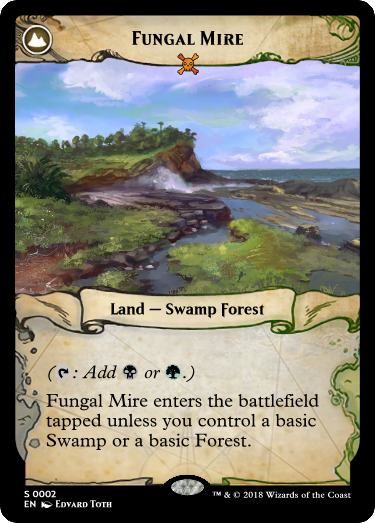 Fungal Mire
Land — Swamp Forest
(: Add or .)
Fungal Mire enters the battlefield
tapped unless you control a basic
Swamp or a basic Forest.
S 0002
EN Edvard Toth
™ & © 2018 Wizards of the Coast